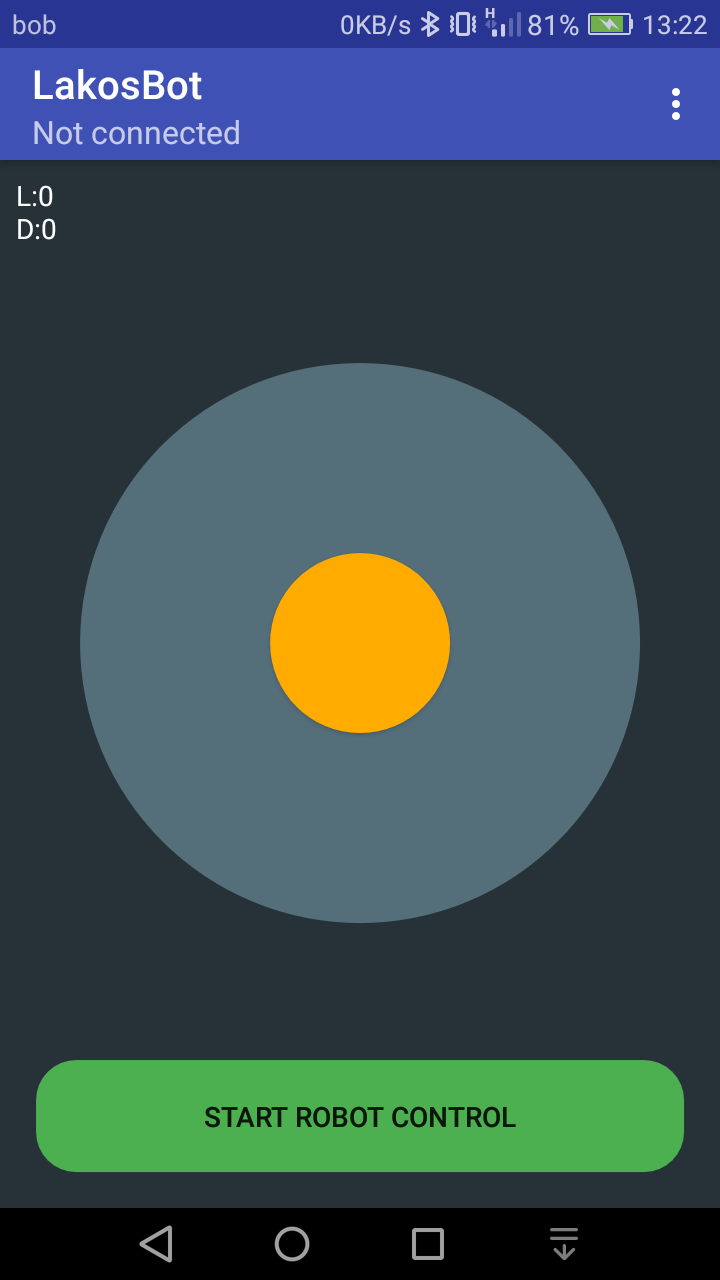 bob 0KB/s H 81% 13:22
LakosBot
Not connected
L:0
D:0
START ROBOT CONTROL